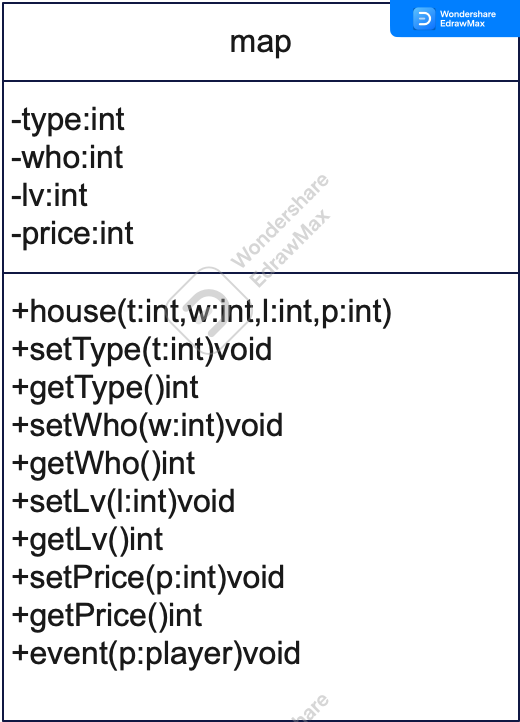 Wondershare
EdrawMax
map
-type:int
-who:int
-lv:int
-price:int
Wondershare
EdrawMax
+house(t:int,w:int,l:int,p:int)
+setType(t:int)void
+getType()int
+setWho(w:int)void
+getWho()int
+setLv(l:int)void
+getLv()int
+setPrice(p:int)void
+getPrice()int
+event(p:player)void
hare